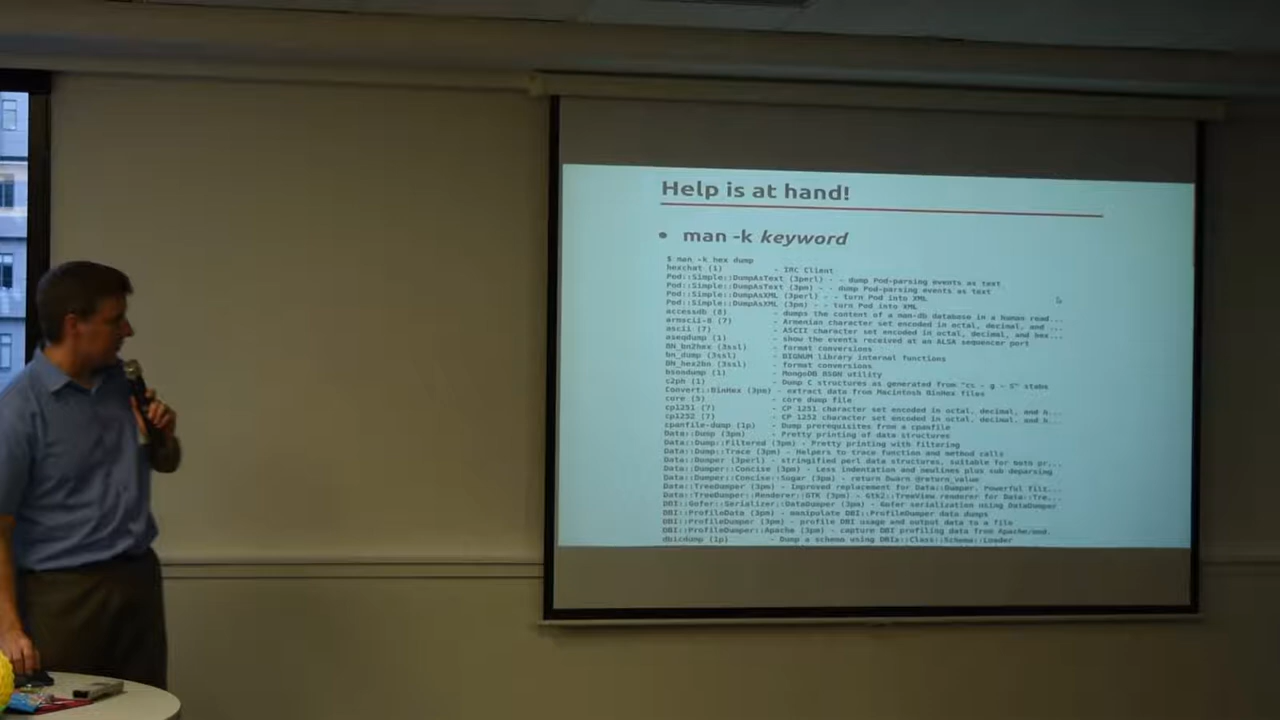 Help is at hand!
• man -k keyword
$ man -k hex dump
hexchat (1) - IRC Client
Pod::Simple::DumpAsText (3perl) - - dump Pod-parsing events as text
Pod::Simple::DumpAsText (3pm) - - dump Pod-parsing events as text
Pod::Simple::DumpAsXML (3perl) - - turn Pod into XML
Pod::Simple::DumpAsXML (3pm) - - turn Pod into XML
accessdb (8) - dumps the content of a man-db database in a human read...
armscii-8 (7) - Armenian character set encoded in octal, decimal, and ...
ascii (7) - ASCII character set encoded in octal, decimal, and hex...
aseqdump (1) - show the events received at an ALSA sequencer port
BN_bn2hex (3ssl) - format conversions
bn_dump (3ssl) - BIGNUM library internal functions
BN_hex2bn (3ssl) - format conversions
bsondump (1) - MongoDB BSON utility
c2ph (1) - Dump C structures as generated from "cc -g -S" stabs
Convert::BinHex (3pm) - extract data from Macintosh BinHex files
core (5) - core dump file
cp1251 (7) - CP 1251 character set encoded in octal, decimal, and h...
cp1252 (7) - CP 1252 character set encoded in octal, decimal, and h...
cpanfile-dump (1p) - Dump prerequisites from a cpanfile
Data::Dump (3pm) - Pretty printing of data structures
Data::Dump::Filtered (3pm) - Pretty printing with filtering
Data::Dump::Trace (3pm) - Helpers to trace function and method calls
Data::Dumper (3perl) - stringified perl data structures, suitable for both pr...
Data::Dumper::Concise (3pm) - Less indentation and newlines plus sub deparsing
Data::Dumper::Concise::Sugar (3pm) - return Dwarn @return_value
Data::TreeDumper (3pm) - Improved replacement for Data::Dumper. Powerful filt...
Data::TreeDumper::Renderer::GTK (3pm) - Gtk2::TreeView renderer for Data::Tre...
DBI::Gofer::Serializer::DataDumper (3pm) - Gofer serialization using DataDumper
DBI::ProfileData (3pm) - manipulate DBI::ProfileDumper data dumps
DBI::ProfileDumper (3pm) - profile DBI usage and output data to a file
DBI::ProfileDumper::Apache (3pm) - capture DBI profiling data from Apache/mod_
dbicdump (1p) - Dump a schema using DBIx::Class::Schema::Loader